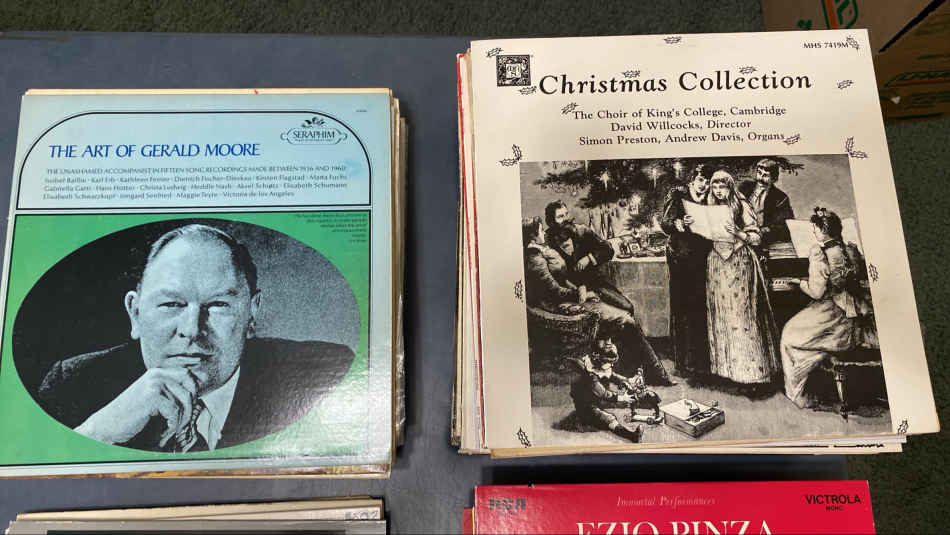 SERAPHIM
THE ART OF GERALD MOORE
THE UNASHAMED ACCOMPANIST IN FIFTEEN SONG RECORDINGS MADE BETWEEN 1936 AND 1960
Isobel Baillie · Karl Erb · Kathleen Ferrier · Dietrich Fischer-Dieskau · Kirsten Flagstad · Marta Fuchs
Gabriella Gatti · Hans Hotter · Christa Ludwig · Heddle Nash · Aksel Schiøtz · Elisabeth Schumann
Elisabeth Schwarzkopf · Irmgard Seefried · Maggie Teyte · Victoria de los Angeles
MHS 7419M
Christmas Collection
The Choir of King's College, Cambridge
David Willcocks, Director
Simon Preston, Andrew Davis, Organs
Immortal Performances
VICTROLA
MONO
EZIO PINZA